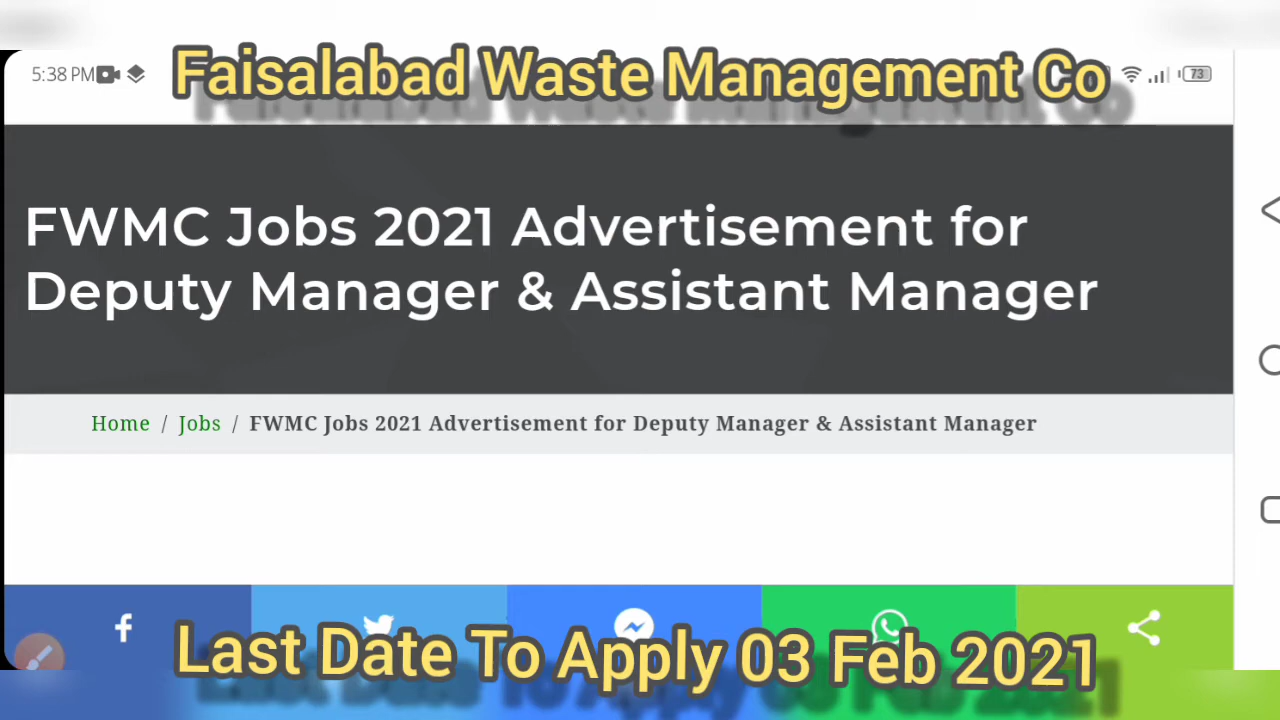 Faisalabad Waste Management Co
5:38 PM
73
FWMC Jobs 2021 Advertisement for
Deputy Manager & Assistant Manager
Home / Jobs / FWMC Jobs 2021 Advertisement for Deputy Manager & Assistant Manager
f
Last Date To Apply 03 Feb 2021